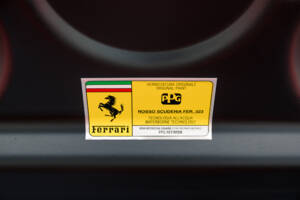 VERNICIATURA ORIGINALE
ORIGINAL PAINT
PPG
ROSSO SCUDERIA FER. 323
TECNOLOGIA ALL'ACQUA
WATERBORNE TECHNOLOGY
Ferrari